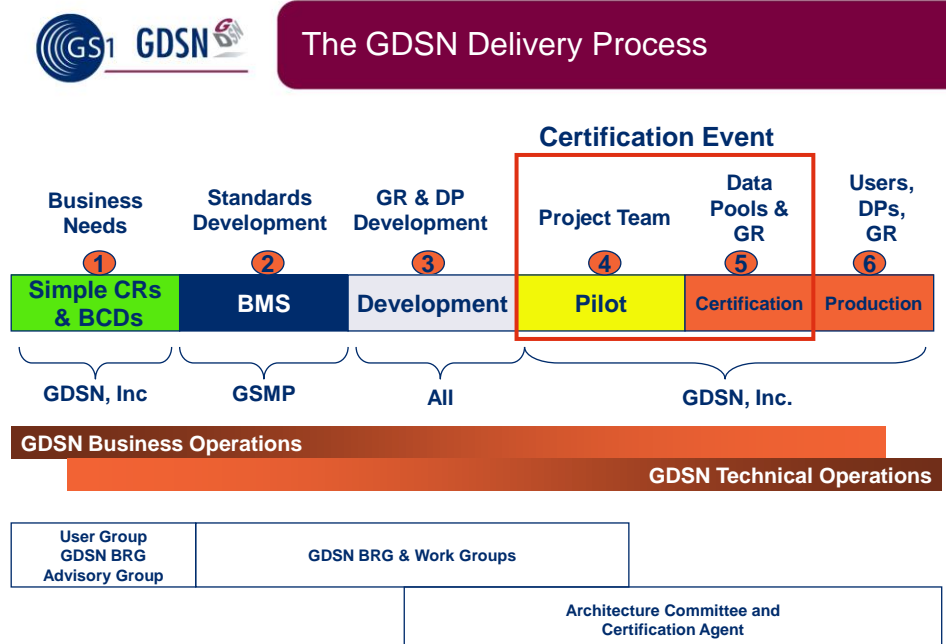 GS1 GDSN
The GDSN Delivery Process
Certification Event
Business
Needs
Standards
Development
GR & DP
Development
Project Team
Data
Pools &
GR
Users,
DPs,
GR
1
2
3
4
5
6
Simple CRs
& BCDs
BMS
Development
Pilot
Certification
Production
GDSN, Inc
GSMP
All
GDSN, Inc.
GDSN Business Operations
GDSN Technical Operations
User Group
GDSN BRG
Advisory Group
GDSN BRG & Work Groups
Architecture Committee and
Certification Agent